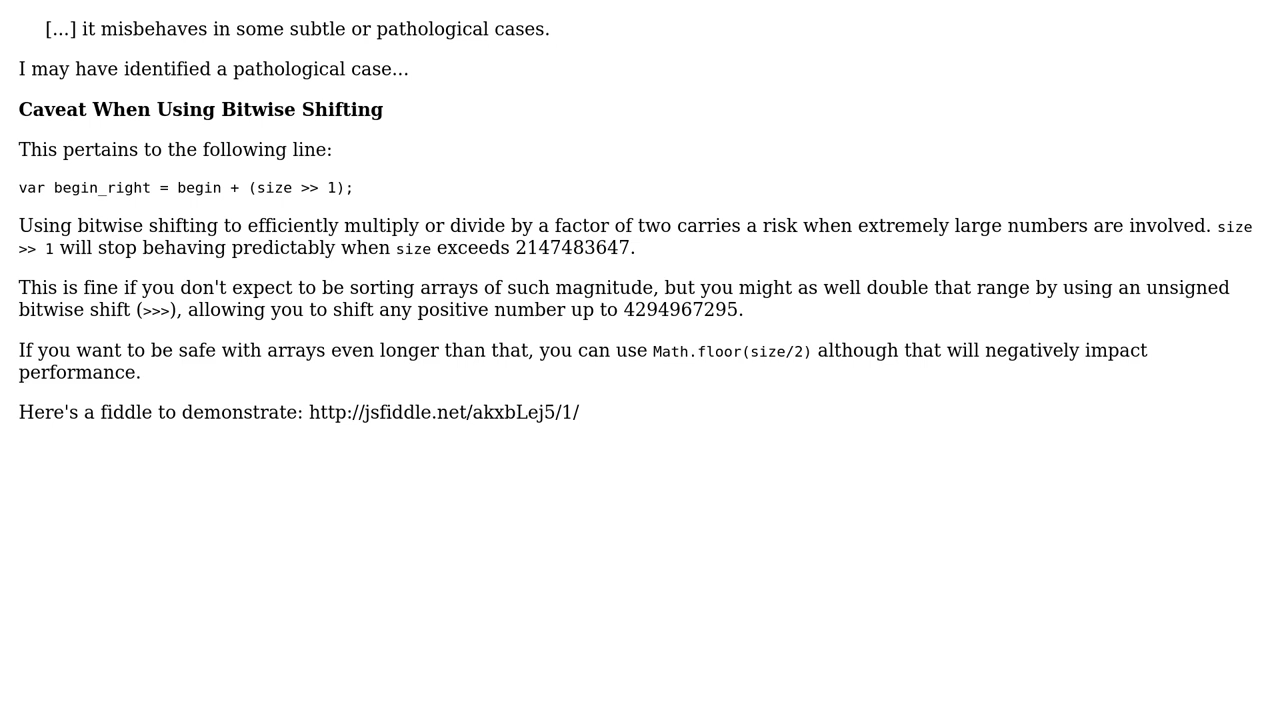 [...] it misbehaves in some subtle or pathological cases.
I may have identified a pathological case...
Caveat When Using Bitwise Shifting
This pertains to the following line:
var begin_right = begin + (size >> 1);
Using bitwise shifting to efficiently multiply or divide by a factor of two carries a risk when extremely large numbers are involved. size
>> 1 will stop behaving predictably when size exceeds 2147483647.
This is fine if you don't expect to be sorting arrays of such magnitude, but you might as well double that range by using an unsigned
bitwise shift (>>>), allowing you to shift any positive number up to 4294967295.
If you want to be safe with arrays even longer than that, you can use Math.floor(size/2) although that will negatively impact
performance.
Here's a fiddle to demonstrate: http://jsfiddle.net/akxbLej5/1/